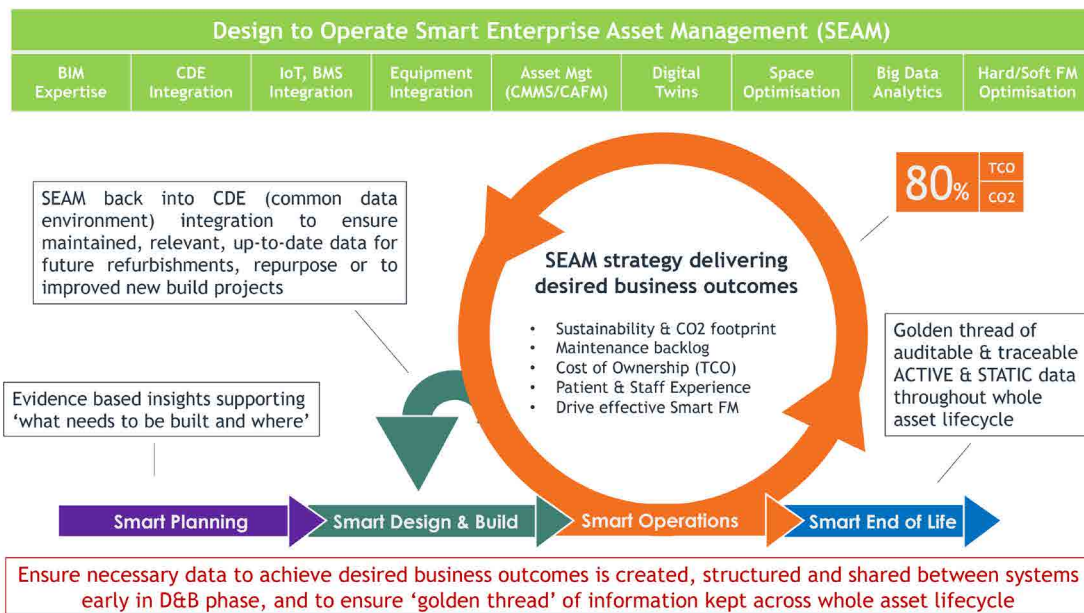 Design to Operate Smart Enterprise Asset Management (SEAM)
BIM
Expertise
CDE
Integration
IoT, BMS
Integration
Equipment
Integration
Asset Mgt
(CMMS/CAFM)
Digital
Twins
Space
Optimisation
Big Data
Analytics
Hard/Soft FM
Optimisation
80%
TCO
CO2
SEAM back into CDE (common data
environment) integration to ensure
maintained, relevant, up-to-date data for
future refurbishments, repurpose or to
improved new build projects
SEAM strategy delivering
desired business outcomes
• Sustainability & CO2 footprint
• Maintenance backlog
• Cost of Ownership (TCO)
• Patient & Staff Experience
• Drive effective Smart FM
Golden thread of
auditable & traceable
ACTIVE & STATIC data
throughout whole
asset lifecycle
Evidence based insights supporting
‘what needs to be built and where’
Smart Planning
Smart Design & Build
Smart Operations
Smart End of Life
Ensure necessary data to achieve desired business outcomes is created, structured and shared between systems
early in D&B phase, and to ensure ‘golden thread’ of information kept across whole asset lifecycle